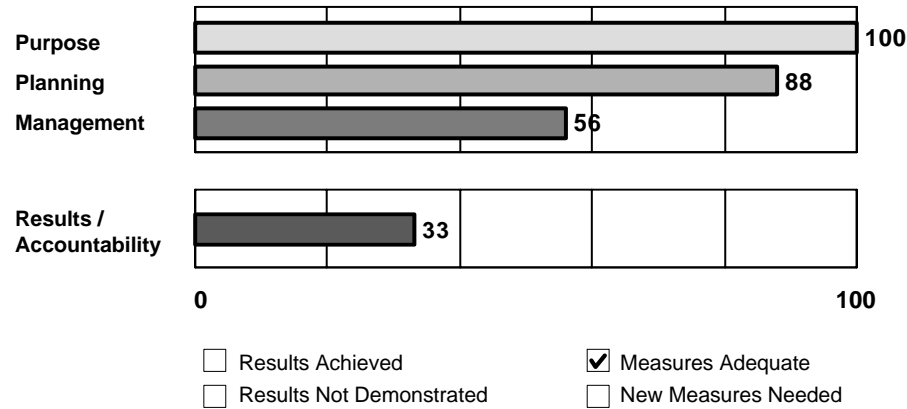 Purpose 100
Planning 88
Management 56
Results /
Accountability 33
0 100
Results Achieved Measures Adequate
Results Not Demonstrated New Measures Needed